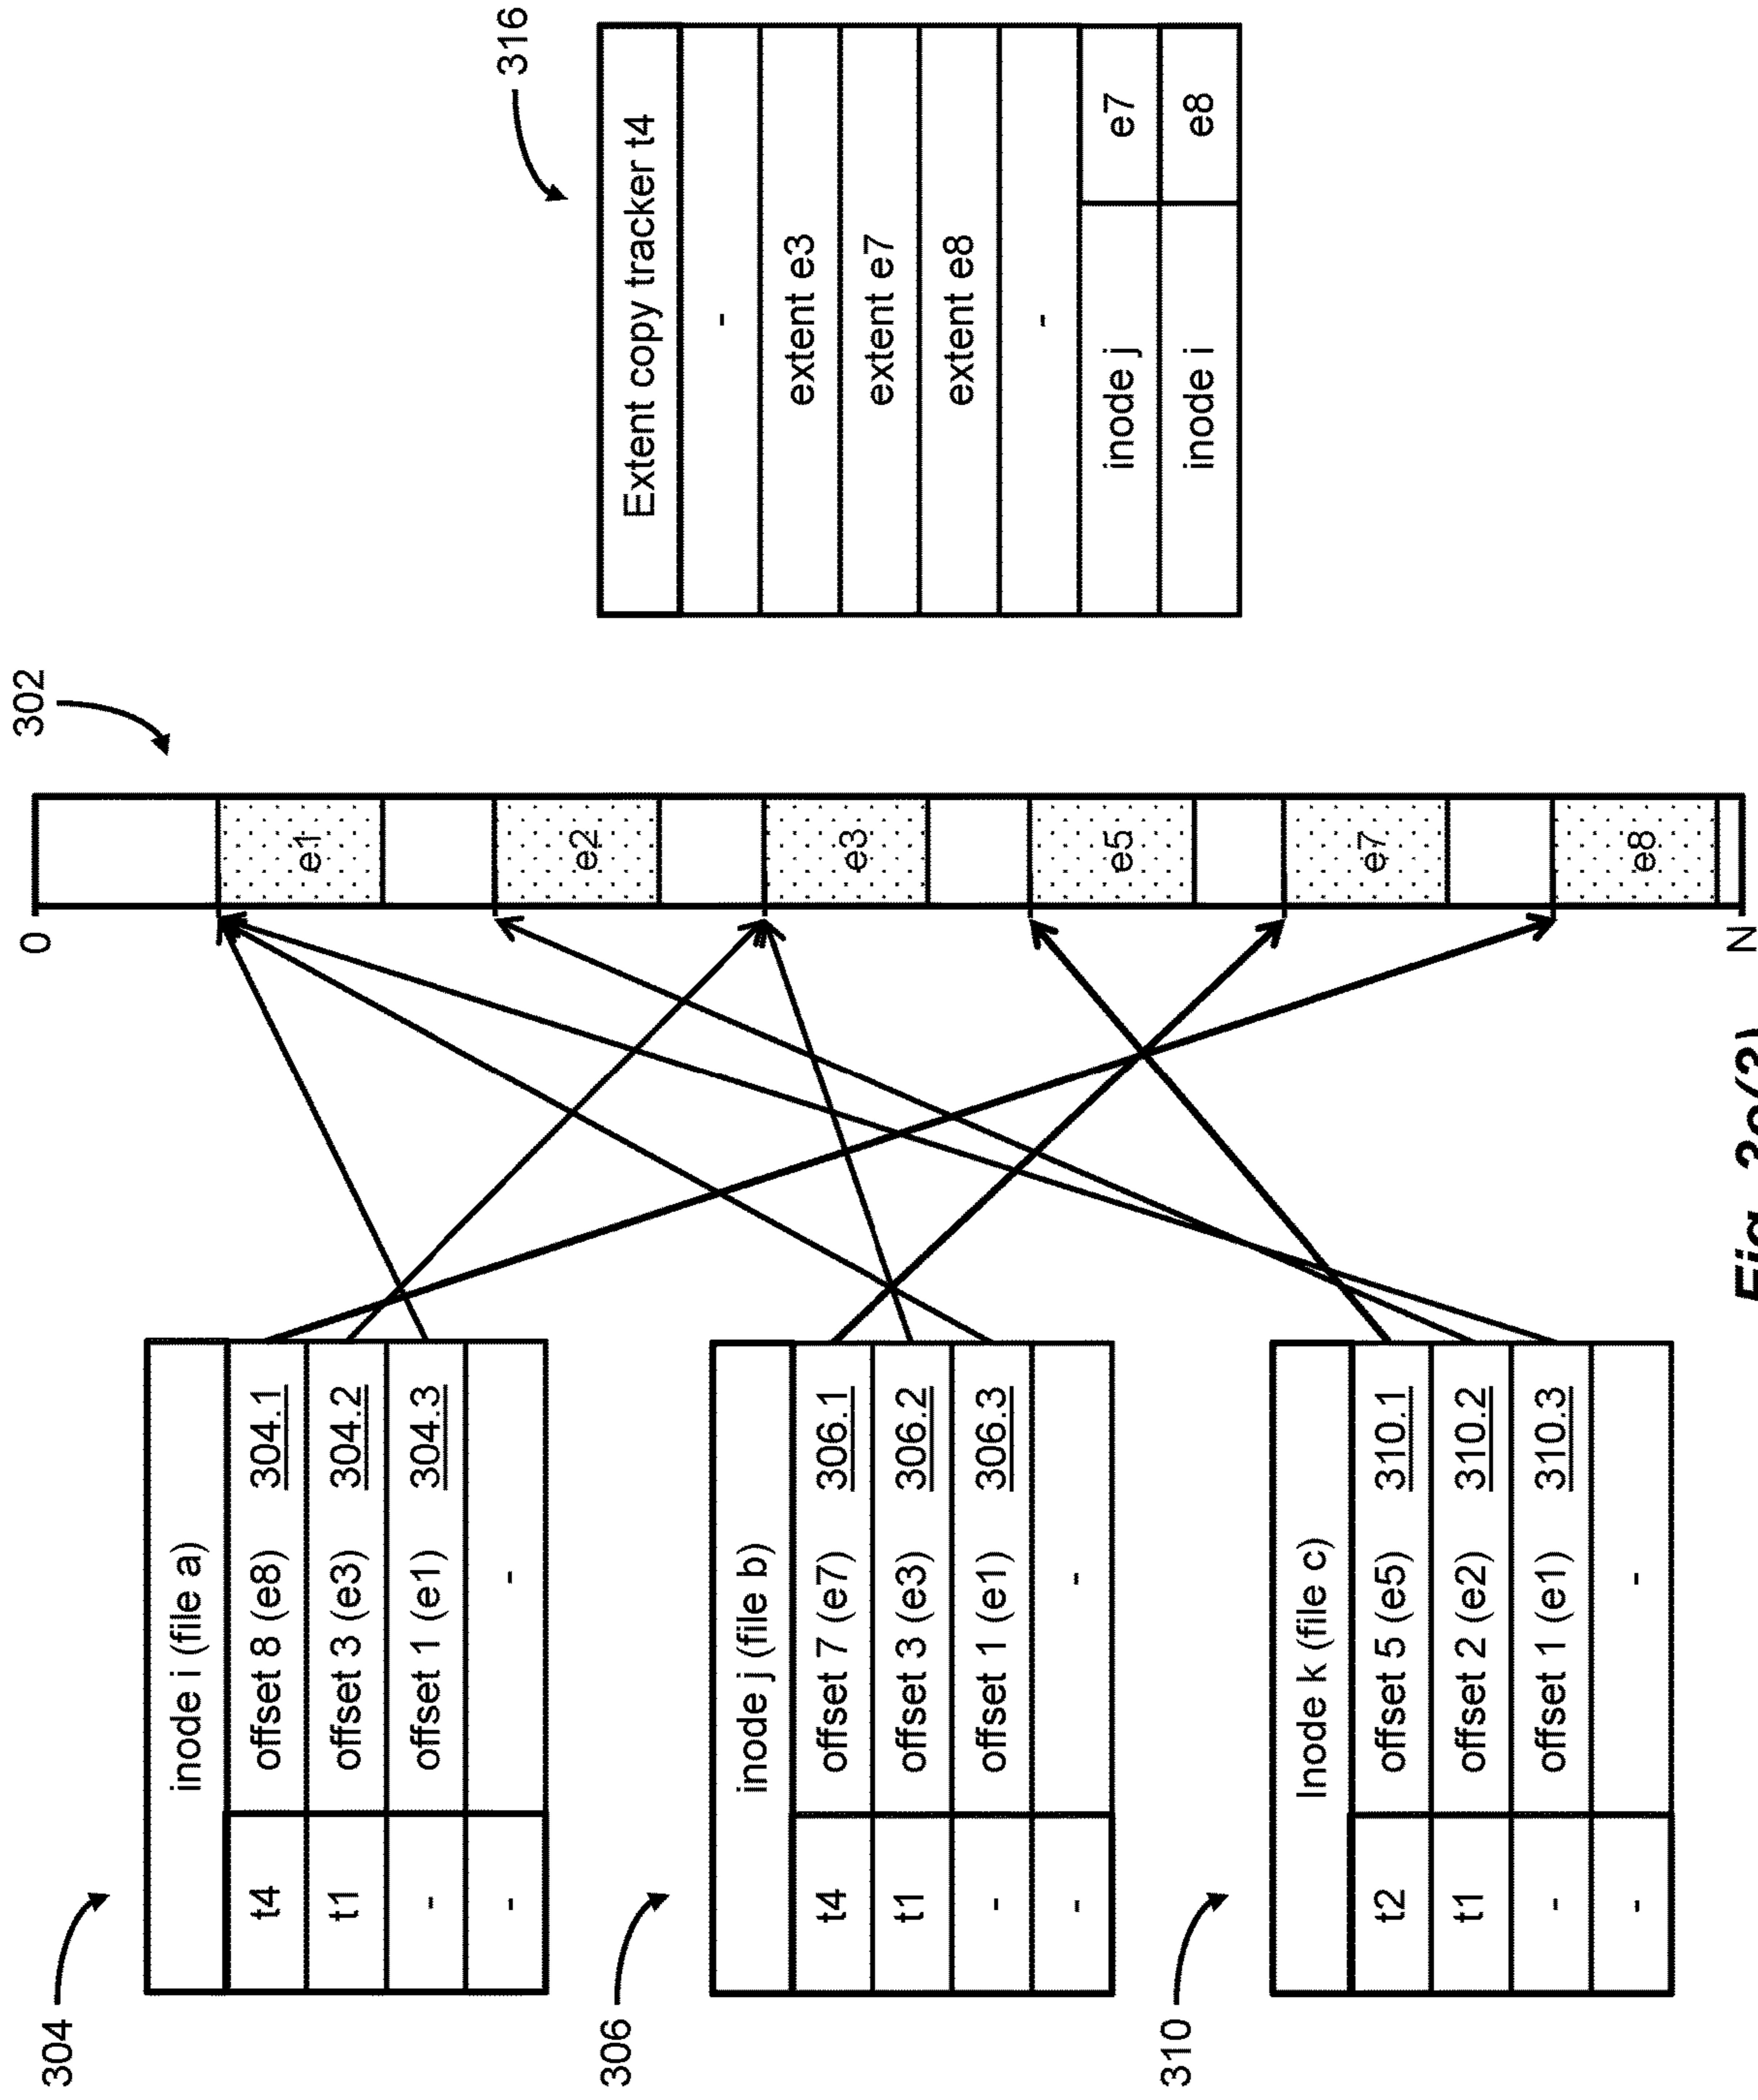 304
inode i (file a)
t4 offset 8 (e8) 304.1
t1 offset 3 (e3) 304.2
- offset 1 (e1) 304.3
- -
306
inode j (file b)
t4 offset 7 (e7) 306.1
t1 offset 3 (e3) 306.2
- offset 1 (e1) 306.3
- -
310
Inode k (file c)
t2 offset 5 (e5) 310.1
t1 offset 2 (e2) 310.2
- offset 1 (e1) 310.3
- -
302
0
e1
e2
e3
e5
e7
e8
N
316
Extent copy tracker t4
-
extent e3
extent e7
extent e8
-
inode j e7
inode i e8
Fig.